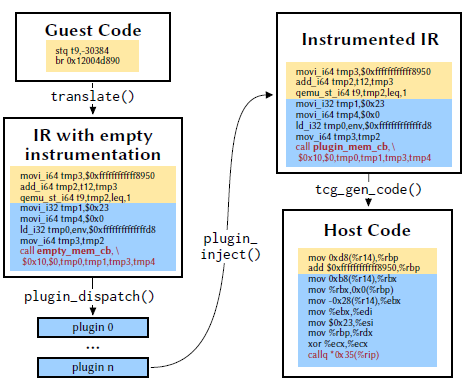 Guest Code
stq t9,-30384
br 0x12004d890
translate()
IR with empty
instrumentation
movi_i64 tmp3,$0xffffffffffff8950
add_i64 tmp2,t12,tmp3
qemu_st_i64 t9,tmp2,leq,1
movi_i32 tmp1,$0x23
movi_i64 tmp4,$0x0
ld_i32 tmp0,env,$0xffffffffffffffd8
mov_i64 tmp3,tmp2
call empty_mem_cb, \
$0x10,$0,tmp0,tmp1,tmp3,tmp4
plugin_dispatch()
plugin 0
...
plugin n
plugin_
inject()
Instrumented IR
movi_i64 tmp3,$0xffffffffffff8950
add_i64 tmp2,t12,tmp3
qemu_st_i64 t9,tmp2,leq,1
movi_i32 tmp1,$0x23
movi_i64 tmp4,$0x0
ld_i32 tmp0,env,$0xffffffffffffffd8
mov_i64 tmp3,tmp2
call plugin_mem_cb, \
$0x10,$0,tmp0,tmp1,tmp3,tmp4
tcg_gen_code()
Host Code
mov 0xd8(%r14),%rbp
add $0xffffffffffff8950,%rbp
mov 0xb8(%r14),%rbx
mov %rbx,0x0(%rbp)
mov -0x28(%r14),%ebx
mov %ebx,%edi
mov $0x23,%esi
mov %rbp,%rdx
xor %ecx,%ecx
callq *0x35(%rip)